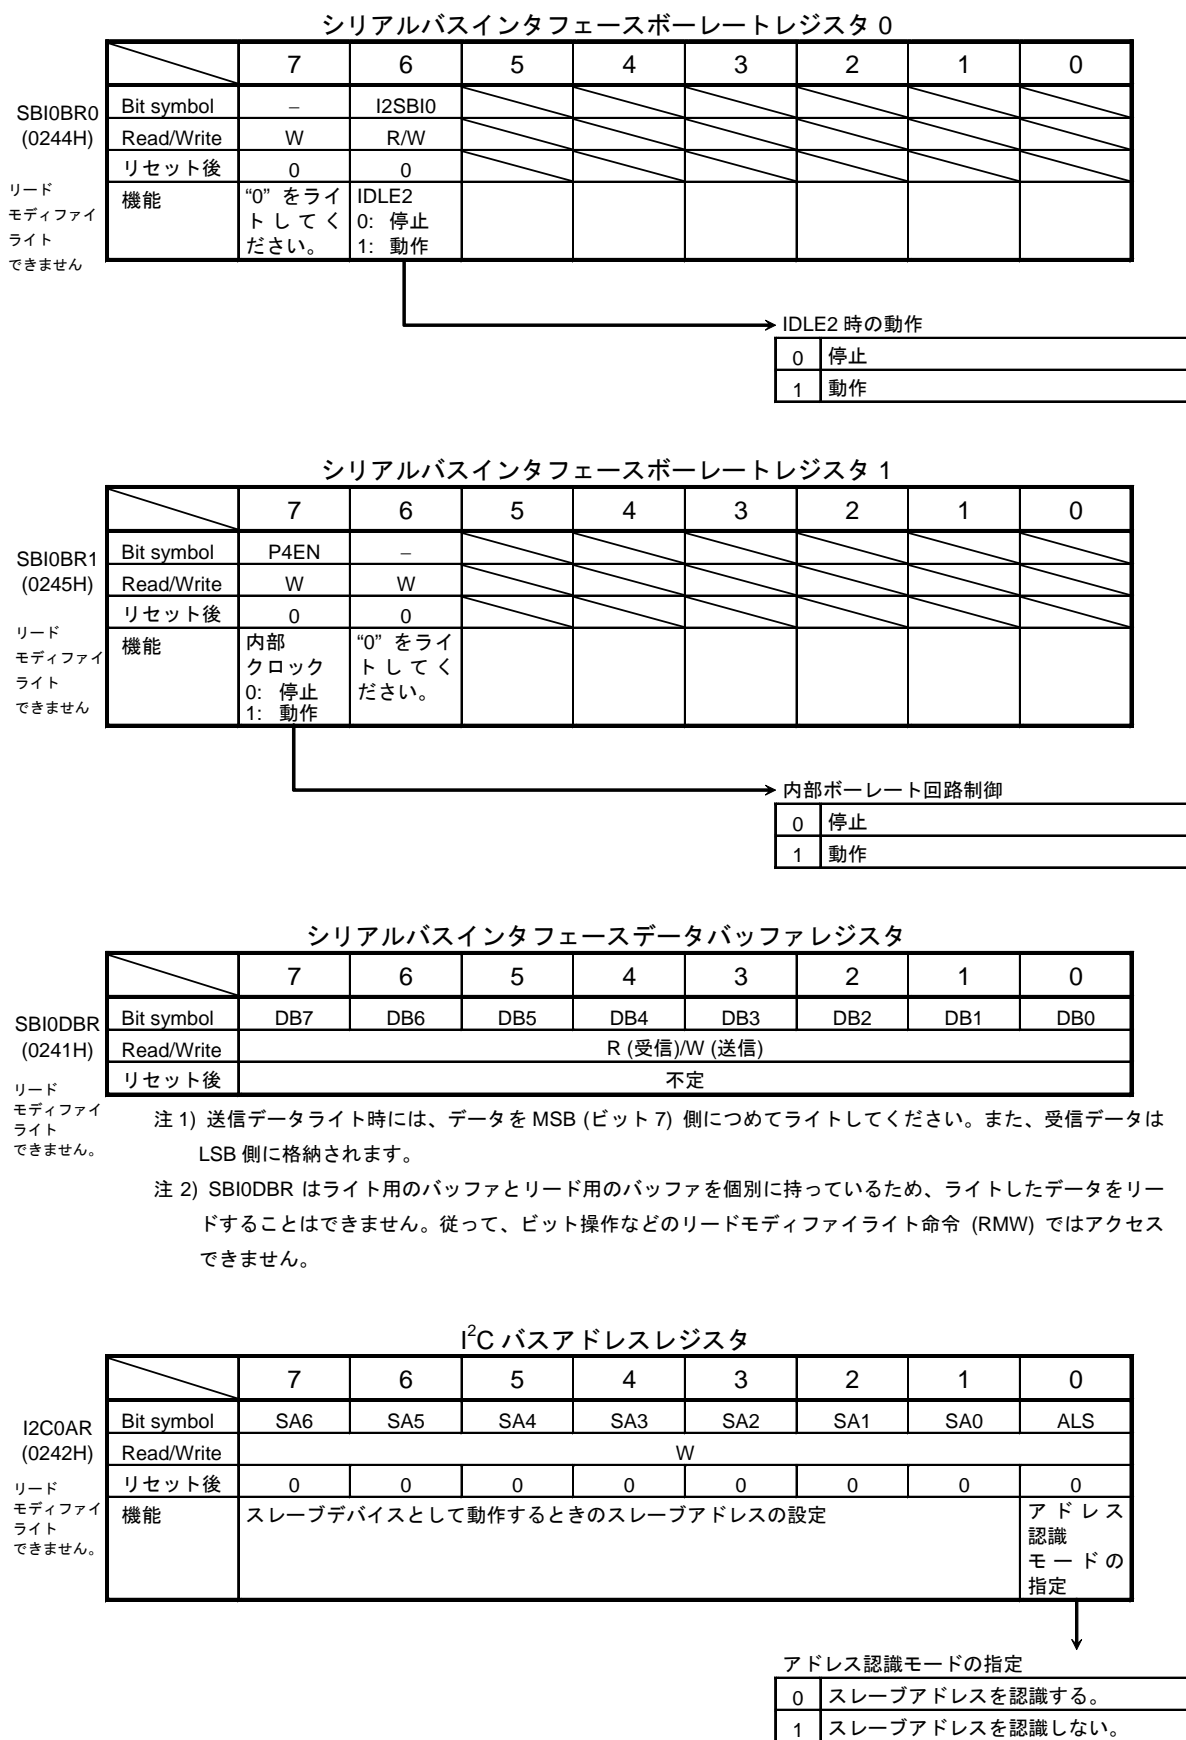 シリアルバスインタフェースボーレートレジスタ 0
7 6 5 4 3 2 1 0
SBI0BR0
(0244H)
リード
モディファイ
ライト
できません
Bit symbol – I2SBI0
Read/Write W R/W
リセット後 0 0
機能 “0” をライ IDLE2
トしてく 0: 停止
ださい。 1: 動作
IDLE2 時の動作
0 停止
1 動作
シリアルバスインタフェースボーレートレジスタ 1
7 6 5 4 3 2 1 0
SBI0BR1
(0245H)
リード
モディファイ
ライト
できません
Bit symbol P4EN –
Read/Write W W
リセット後 0 0
機能 内部 “0” をライ
クロック トしてく
0: 停止 ださい。
1: 動作
内部ボーレート回路制御
0 停止
1 動作
シリアルバスインタフェースデータバッファレジスタ
7 6 5 4 3 2 1 0
SBI0DBR
(0241H)
リード
モディファイ
ライト
できません。
Bit symbol DB7 DB6 DB5 DB4 DB3 DB2 DB1 DB0
Read/Write R (受信)/W (送信)
リセット後 不定
注 1) 送信データライト時には、データを MSB (ビット 7) 側につめてライトしてください。また、受信データは
LSB 側に格納されます。
注 2) SBI0DBR はライト用のバッファとリード用のバッファを個別に持っているため、ライトしたデータをリー
ドすることはできません。従って、ビット操作などのリードモディファイライト命令 (RMW) ではアクセス
できません。
I²C バスアドレスレジスタ
7 6 5 4 3 2 1 0
I2C0AR
(0242H)
リード
モディファイ
ライト
できません。
Bit symbol SA6 SA5 SA4 SA3 SA2 SA1 SA0 ALS
Read/Write W
リセット後 0 0 0 0 0 0 0 0
機能 スレーブデバイスとして動作するときのスレーブアドレスの設定 アドレス
認識
モードの
指定
アドレス認識モードの指定
0 スレーブアドレスを認識する。
1 スレーブアドレスを認識しない。